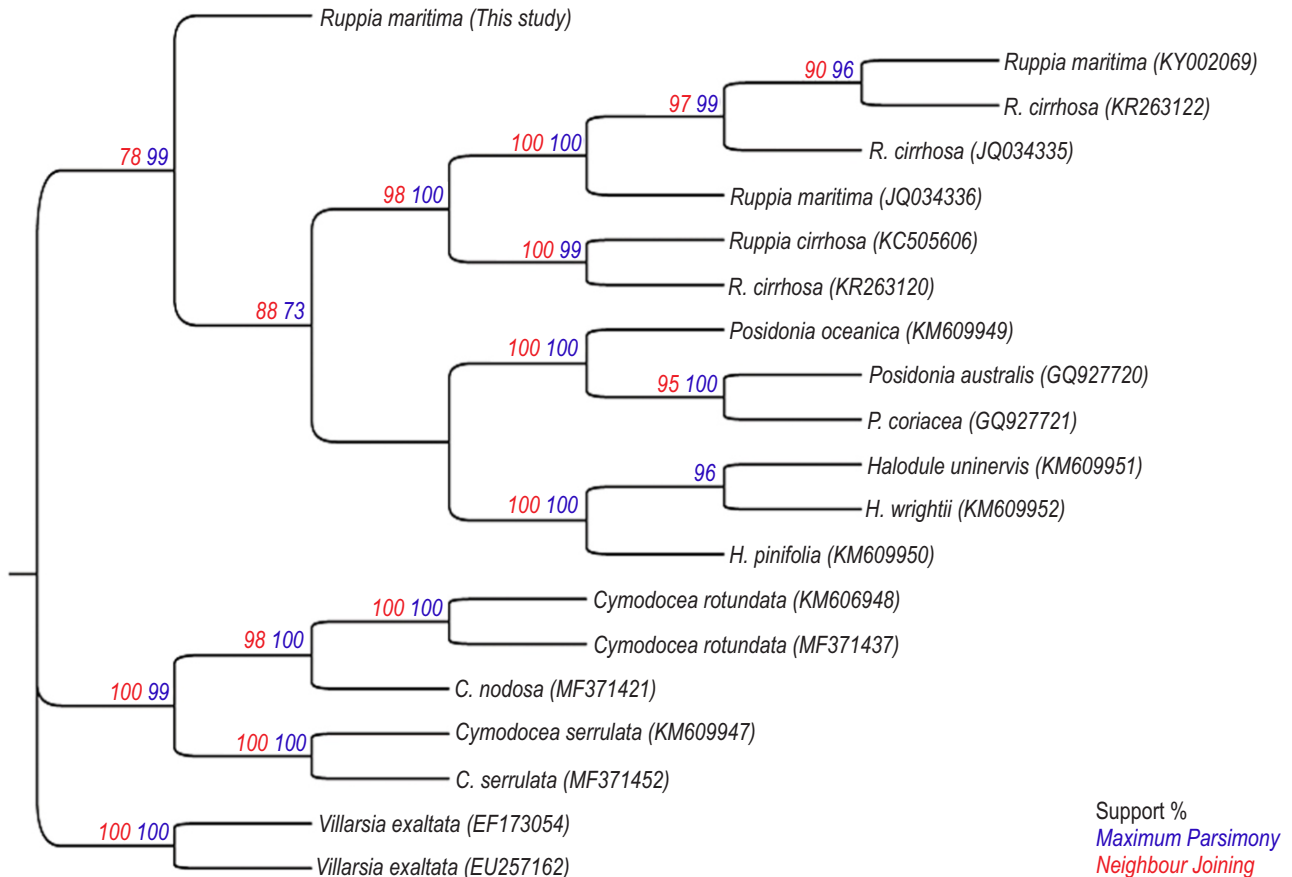 Ruppia maritima (This study)
Ruppia maritima (KY002069)
90 96
R. cirrhosa (KR263122)
97 99
R. cirrhosa (JQ034335)
100 100
78 99
Ruppia maritima (JQ034336)
98 100
Ruppia cirrhosa (KC505606)
100 99
R. cirrhosa (KR263120)
88 73
Posidonia oceanica (KM609949)
100 100
Posidonia australis (GQ927720)
95 100
P. coriacea (GQ927721)
Halodule uninervis (KM609951)
96
H. wrightii (KM609952)
100 100
H. pinifolia (KM609950)
Cymodocea rotundata (KM606948)
100 100
Cymodocea rotundata (MF371437)
98 100
C. nodosa (MF371421)
100 99
Cymodocea serrulata (KM609947)
100 100
C. serrulata (MF371452)
Villarsia exaltata (EF173054)
100 100
Villarsia exaltata (EU257162)
Support %
Maximum Parsimony
Neighbour Joining